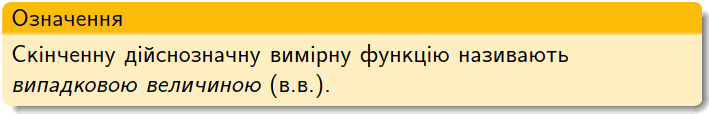 Означення
Скінченну дійснозначну вимірну функцію називають
випадковою величиною (в.в.).